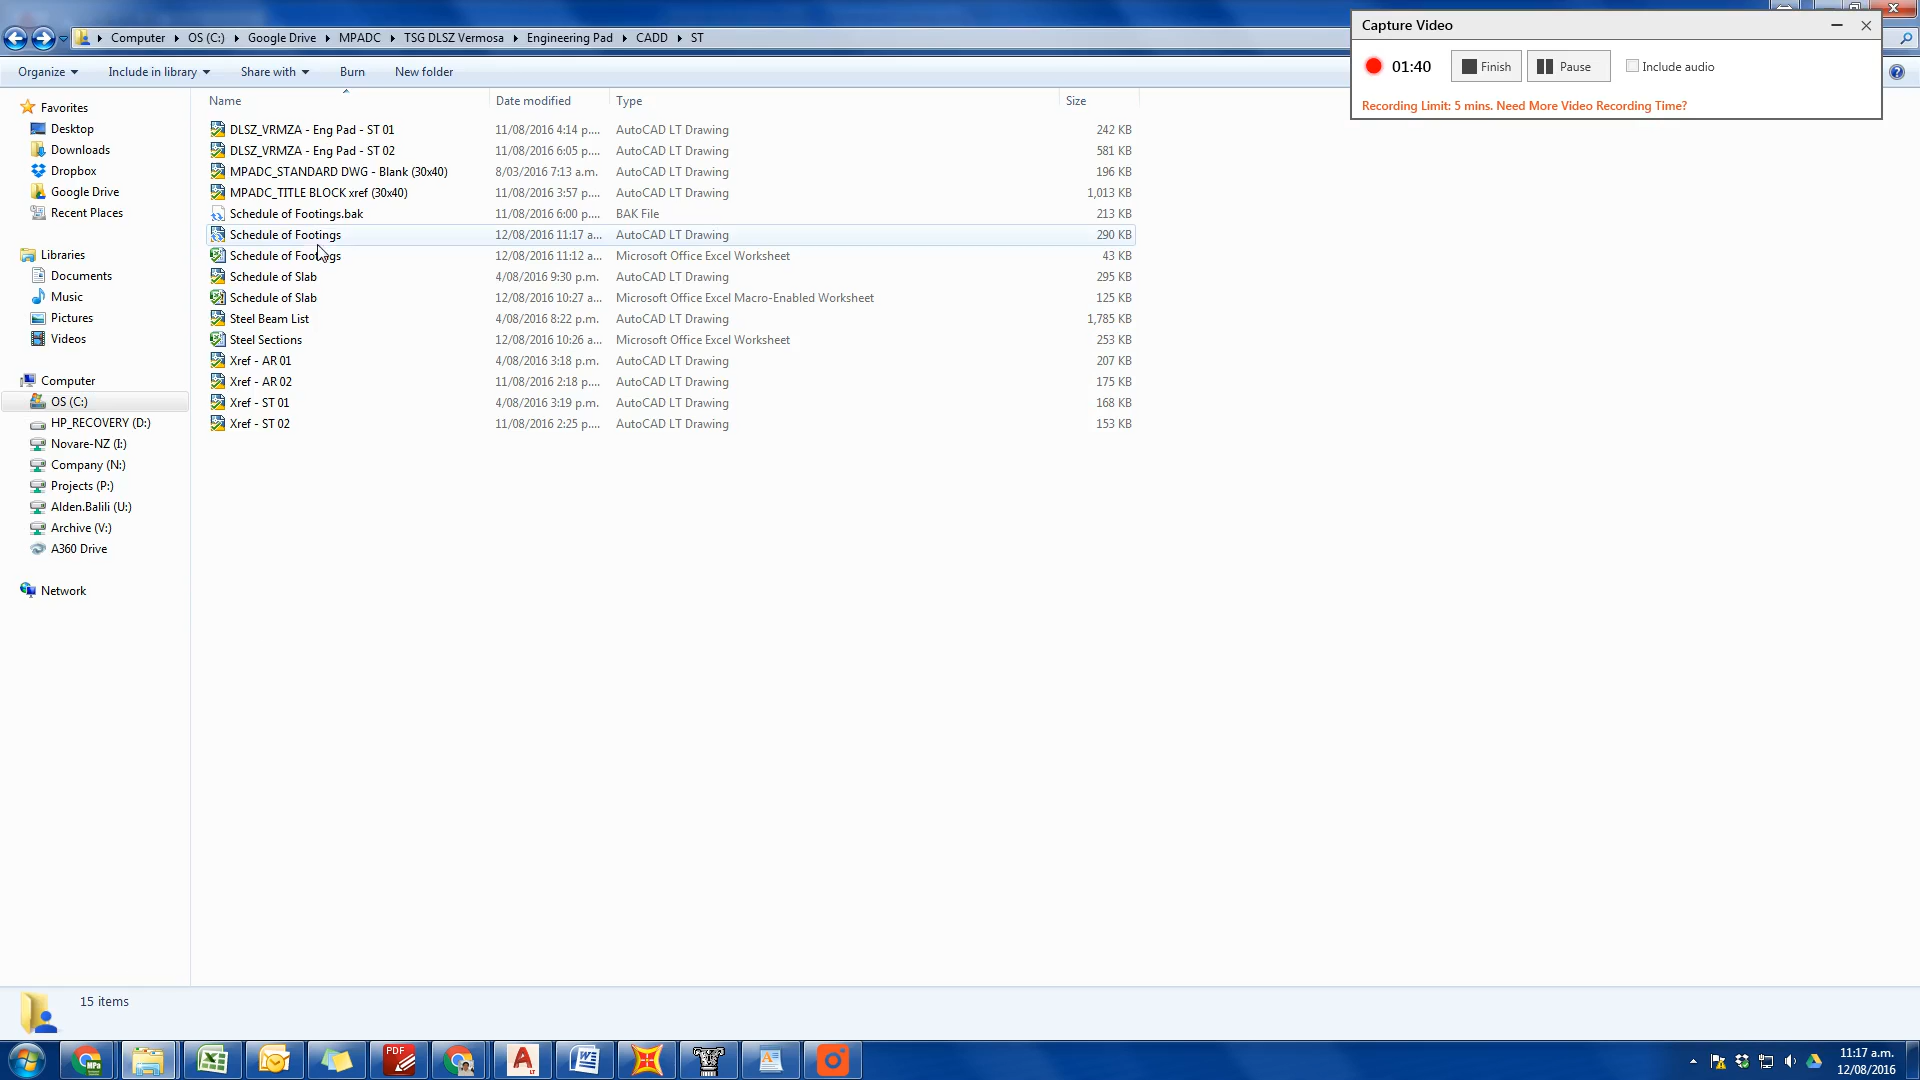 Computer OS (C:) Google Drive MPADC TSG DLSZ Vermosa Engineering Pad CADD ST
Capture Video
01:40 Finish Pause Include audio
Recording Limit: 5 mins. Need More Video Recording Time?
Organize Include in library Share with Burn New folder
Name Date modified Type Size
DLSZ_VRMZA - Eng Pad - ST 01 11/08/2016 4:14 p.... AutoCAD LT Drawing 242 KB
DLSZ_VRMZA - Eng Pad - ST 02 11/08/2016 6:05 p.... AutoCAD LT Drawing 581 KB
MPADC_STANDARD DWG - Blank (30x40) 8/03/2016 7:13 a.m. AutoCAD LT Drawing 196 KB
MPADC_TITLE BLOCK xref (30x40) 11/08/2016 3:57 p.... AutoCAD LT Drawing 1,013 KB
Schedule of Footings.bak 11/08/2016 6:00 p.... BAK File 213 KB
Schedule of Footings 12/08/2016 11:17 a... AutoCAD LT Drawing 290 KB
Schedule of Footings 12/08/2016 11:12 a... Microsoft Office Excel Worksheet 43 KB
Schedule of Slab 4/08/2016 9:30 p.m. AutoCAD LT Drawing 295 KB
Schedule of Slab 12/08/2016 10:27 a... Microsoft Office Excel Macro-Enabled Worksheet 125 KB
Steel Beam List 4/08/2016 8:22 p.m. AutoCAD LT Drawing 1,785 KB
Steel Sections 12/08/2016 10:26 a... Microsoft Office Excel Worksheet 253 KB
Xref - AR 01 4/08/2016 3:18 p.m. AutoCAD LT Drawing 207 KB
Xref - AR 02 11/08/2016 2:18 p.... AutoCAD LT Drawing 175 KB
Xref - ST 01 4/08/2016 3:19 p.m. AutoCAD LT Drawing 168 KB
Xref - ST 02 11/08/2016 2:25 p.... AutoCAD LT Drawing 153 KB
Favorites
Desktop
Downloads
Dropbox
Google Drive
Recent Places
Libraries
Documents
Music
Pictures
Videos
Computer
OS (C:)
HP_RECOVERY (D:)
Novare-NZ (I:)
Company (N:)
Projects (P:)
Alden.Balili (U:)
Archive (V:)
A360 Drive
Network
15 items
PDF
11:17 a.m.
12/08/2016